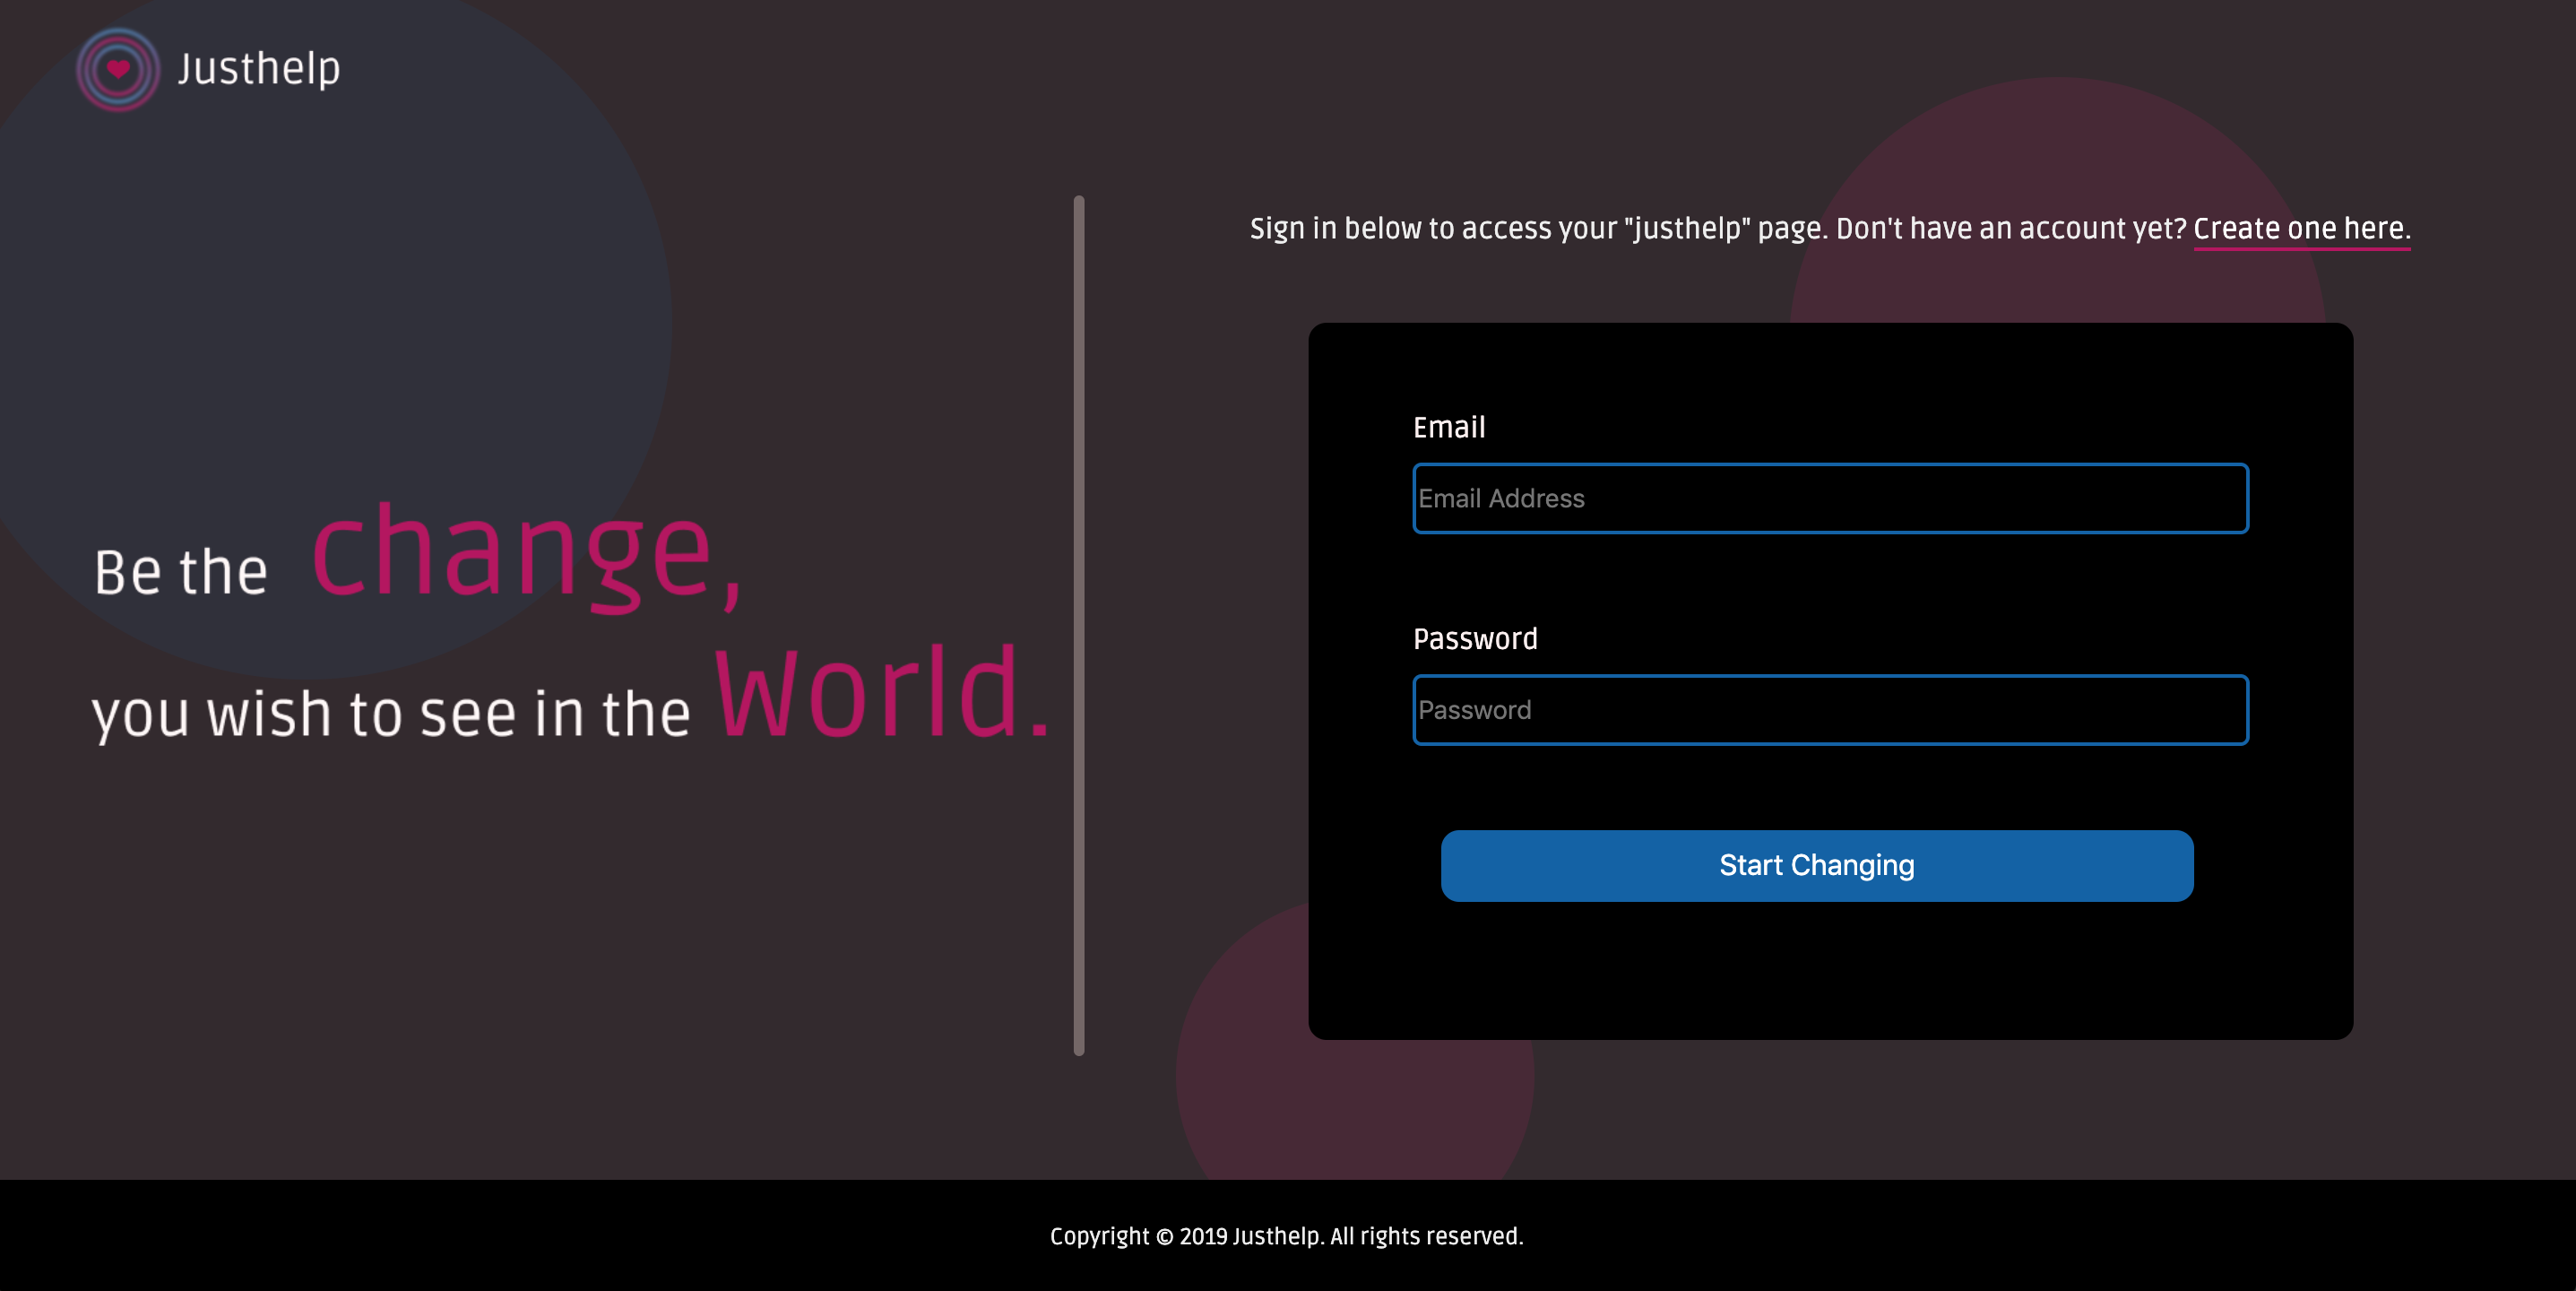 Justhelp
Be the change,
you wish to see in the World.
Sign in below to access your "justhelp" page. Don't have an account yet? Create one here.
Email
Email Address
Password
Password
Start Changing
Copyright © 2019 Justhelp. All rights reserved.